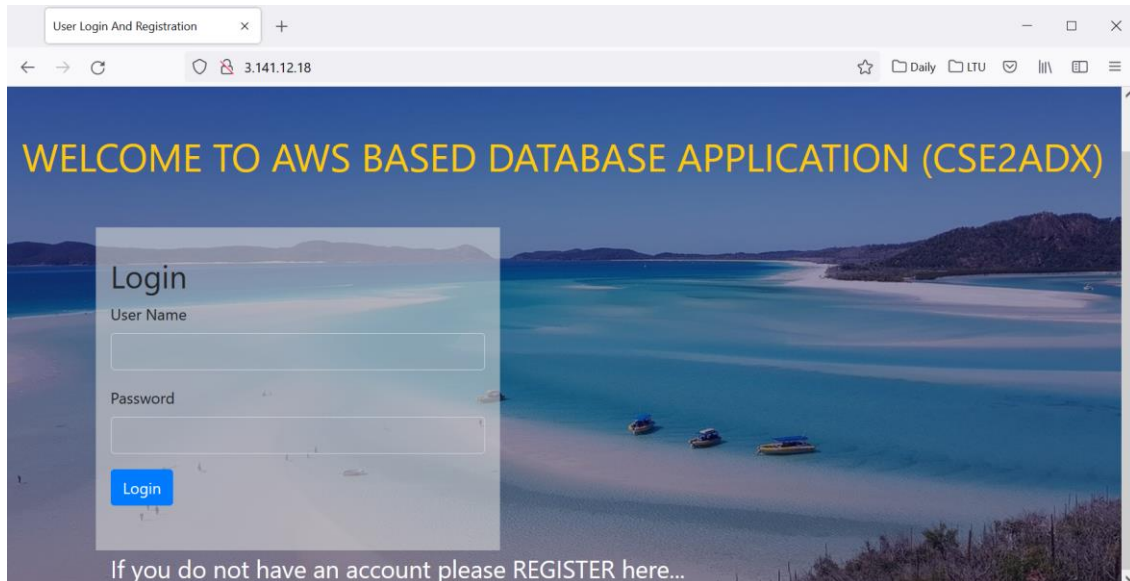 User Login And Registration
3.141.12.18
Daily LTU
WELCOME TO AWS BASED DATABASE APPLICATION (CSE2ADX)
Login
User Name
Password
Login
If you do not have an account please REGISTER here...